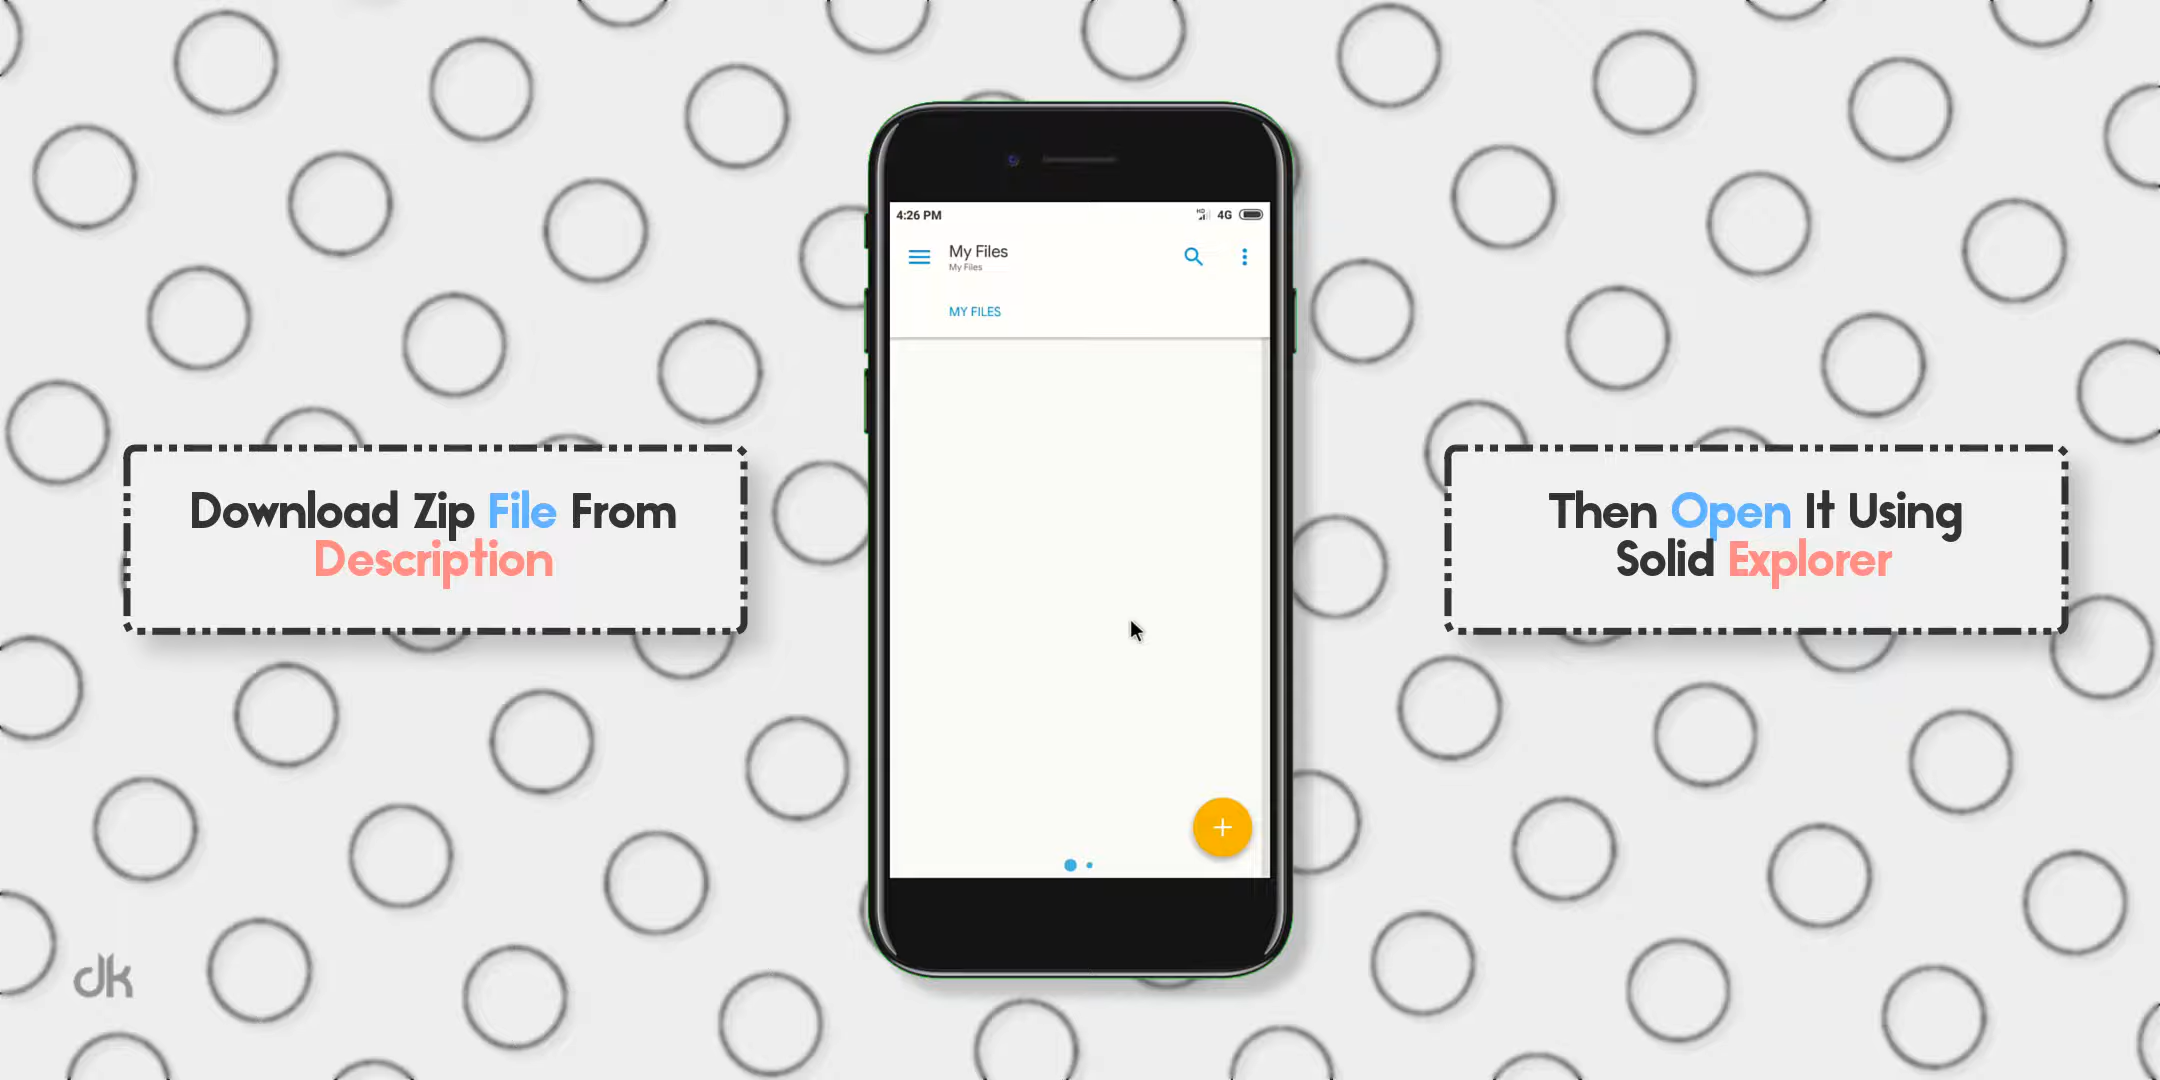 Download Zip File From
Description
4:26 PM
HD 4G
My Files
My Files
MY FILES
Then Open It Using
Solid Explorer
dk